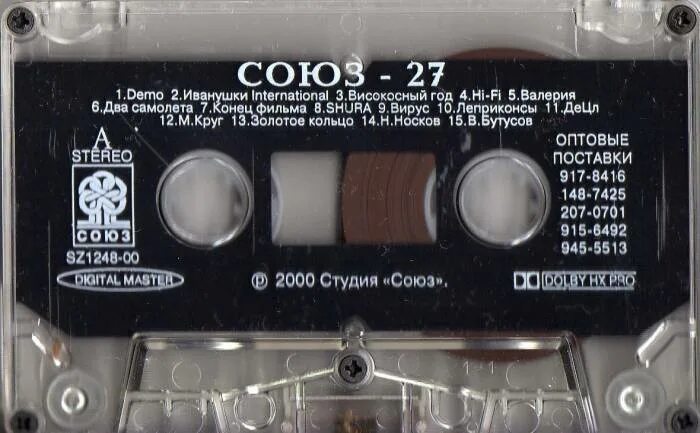 СОЮЗ - 27
1.Demo 2.Иванушки International 3.Високосный год 4.Hi-Fi 5.Валерия
6.Два самолета 7.Конец фильма 8.SHURA 9.Вирус 10.Леприконсы 11.ДеЦл
12.М.Круг 13.Золотое кольцо 14.Н.Носков 15.В.Бутусов
A
STEREO
СОЮЗ
SZ1248-00
DIGITAL MASTER
ОПТОВЫЕ
ПОСТАВКИ
917-8416
148-7425
207-0701
915-6492
945-5513
℗ 2000 Студия «Союз».
DOLBY HX PRO